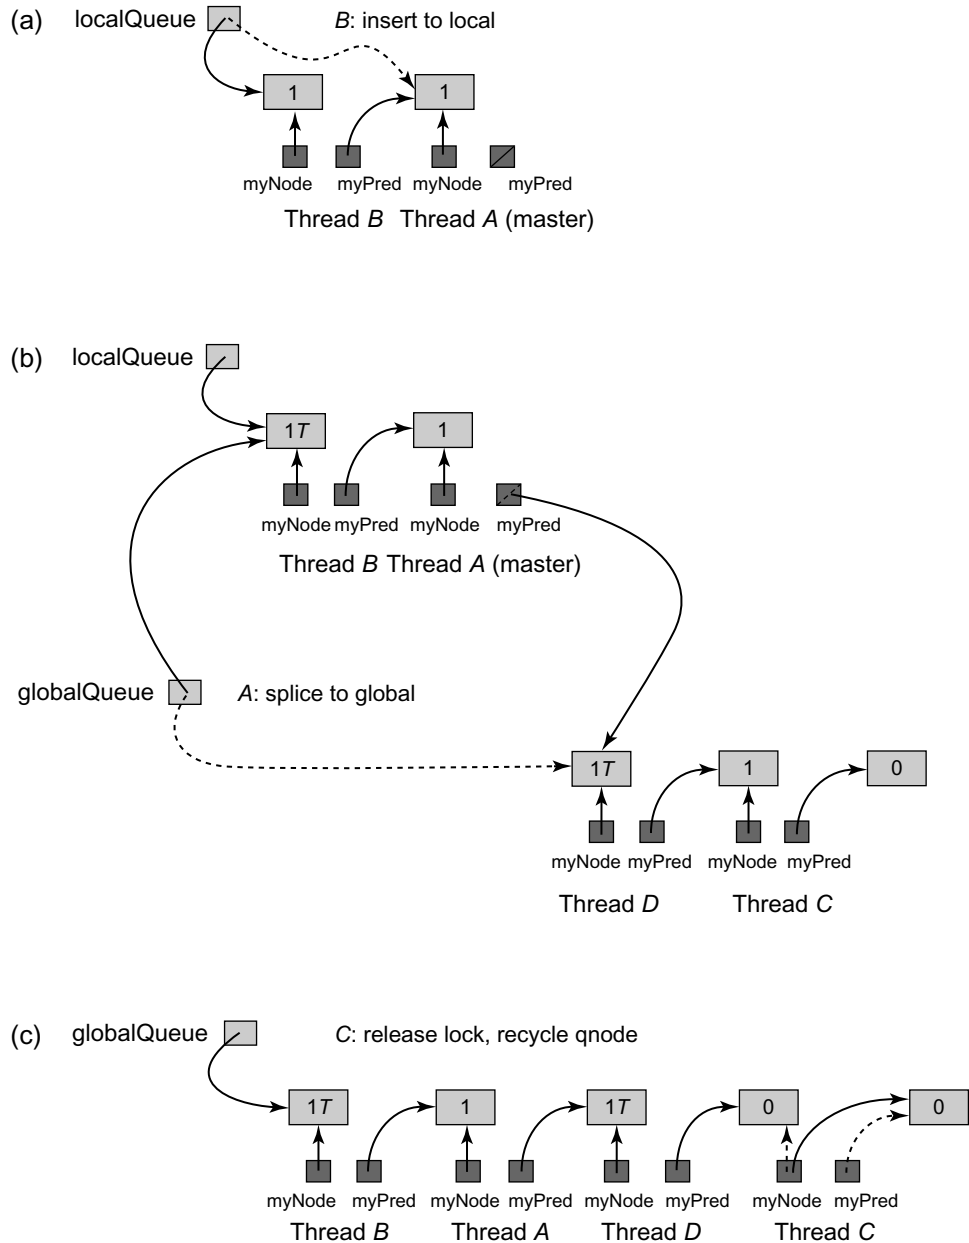 (a) localQueue B: insert to local
1 1
myNode myPred myNode myPred
Thread B Thread A (master)
(b) localQueue
1T 1
myNode myPred myNode myPred
Thread B Thread A (master)
globalQueue A: splice to global
1T 1 0
myNode myPred myNode myPred
Thread D Thread C
(c) globalQueue C: release lock, recycle qnode
1T 1 1T 0 0
myNode myPred myNode myPred myNode myPred myNode myPred
Thread B Thread A Thread D Thread C